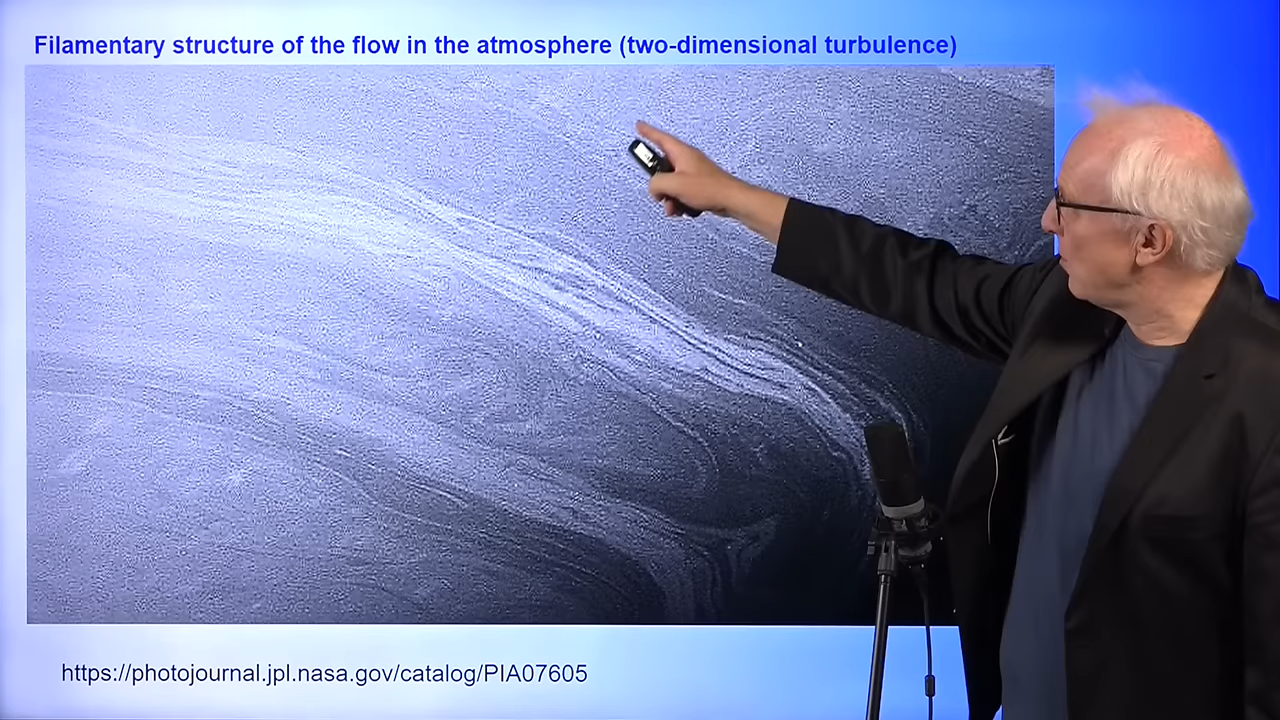 Filamentary structure of the flow in the atmosphere (two-dimensional turbulence)
https://photojournal.jpl.nasa.gov/catalog/PIA07605